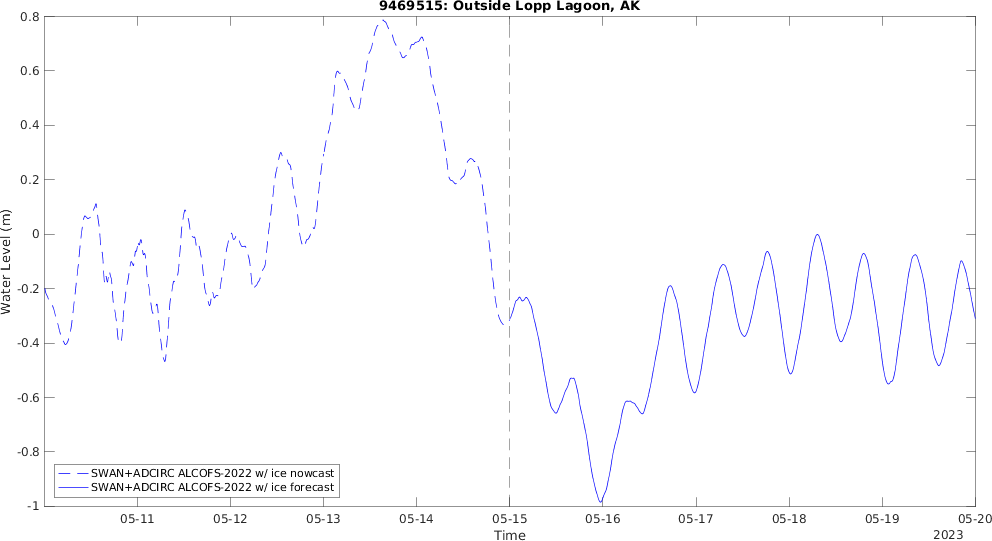 9469515: Outside Lopp Lagoon, AK
0.8
0.6
0.4
0.2
0
-0.2
-0.4
-0.6
-0.8
-1
Water Level (m)
SWAN+ADCIRC ALCOFS-2022 w/ ice nowcast
SWAN+ADCIRC ALCOFS-2022 w/ ice forecast
05-11 05-12 05-13 05-14 05-15 05-16 05-17 05-18 05-19 05-20
Time
2023